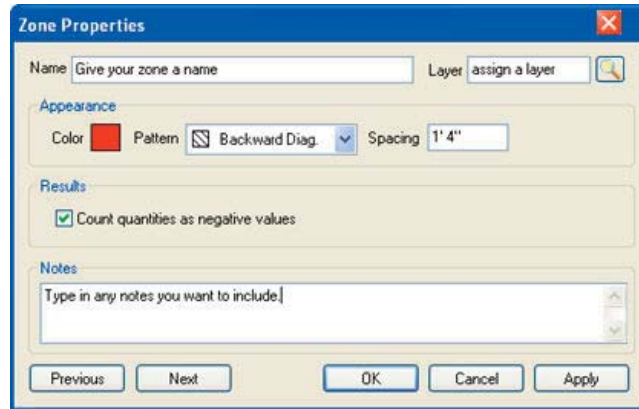 Zone Properties
Name Give your zone a name Layer assign a layer
Appearance
Color Pattern Backward Diag. Spacing 1' 4"
Results
Count quantities as negative values
Notes
Type in any notes you want to include.
Previous Next OK Cancel Apply